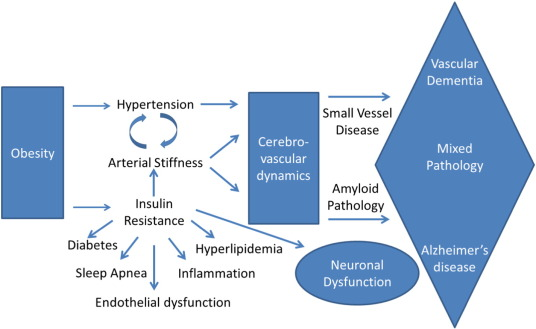 Obesity
Hypertension
Arterial Stiffness
Insulin
Resistance
Diabetes
Sleep Apnea
Endothelial dysfunction
Inflammation
Hyperlipidemia
Cerebro-
vascular
dynamics
Small Vessel
Disease
Amyloid
Pathology
Neuronal
Dysfunction
Vascular
Dementia
Mixed
Pathology
Alzheimer's
disease